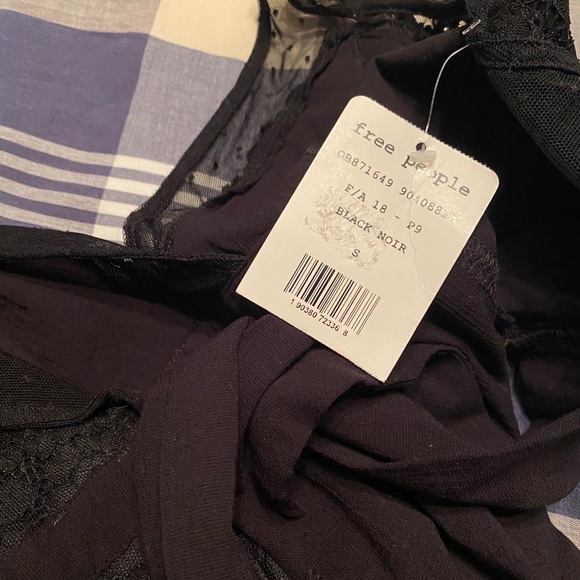 free people
OB871649
F/A 18 - P9
BLACK NOIR
S
1 90380 72336 8